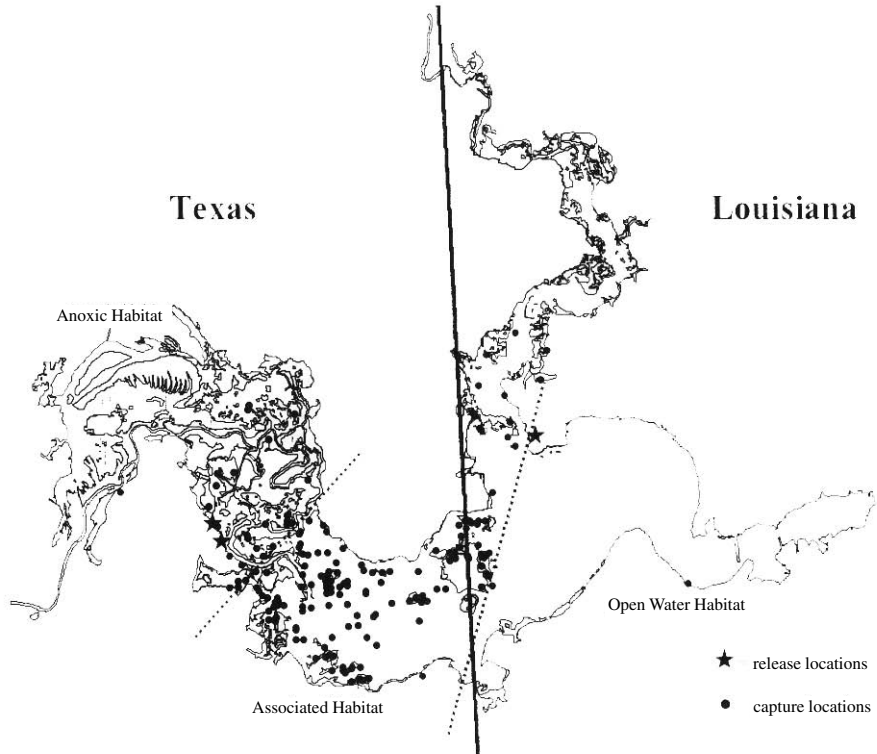 Texas
Louisiana
Anoxic Habitat
Open Water Habitat
release locations
Associated Habitat
capture locations